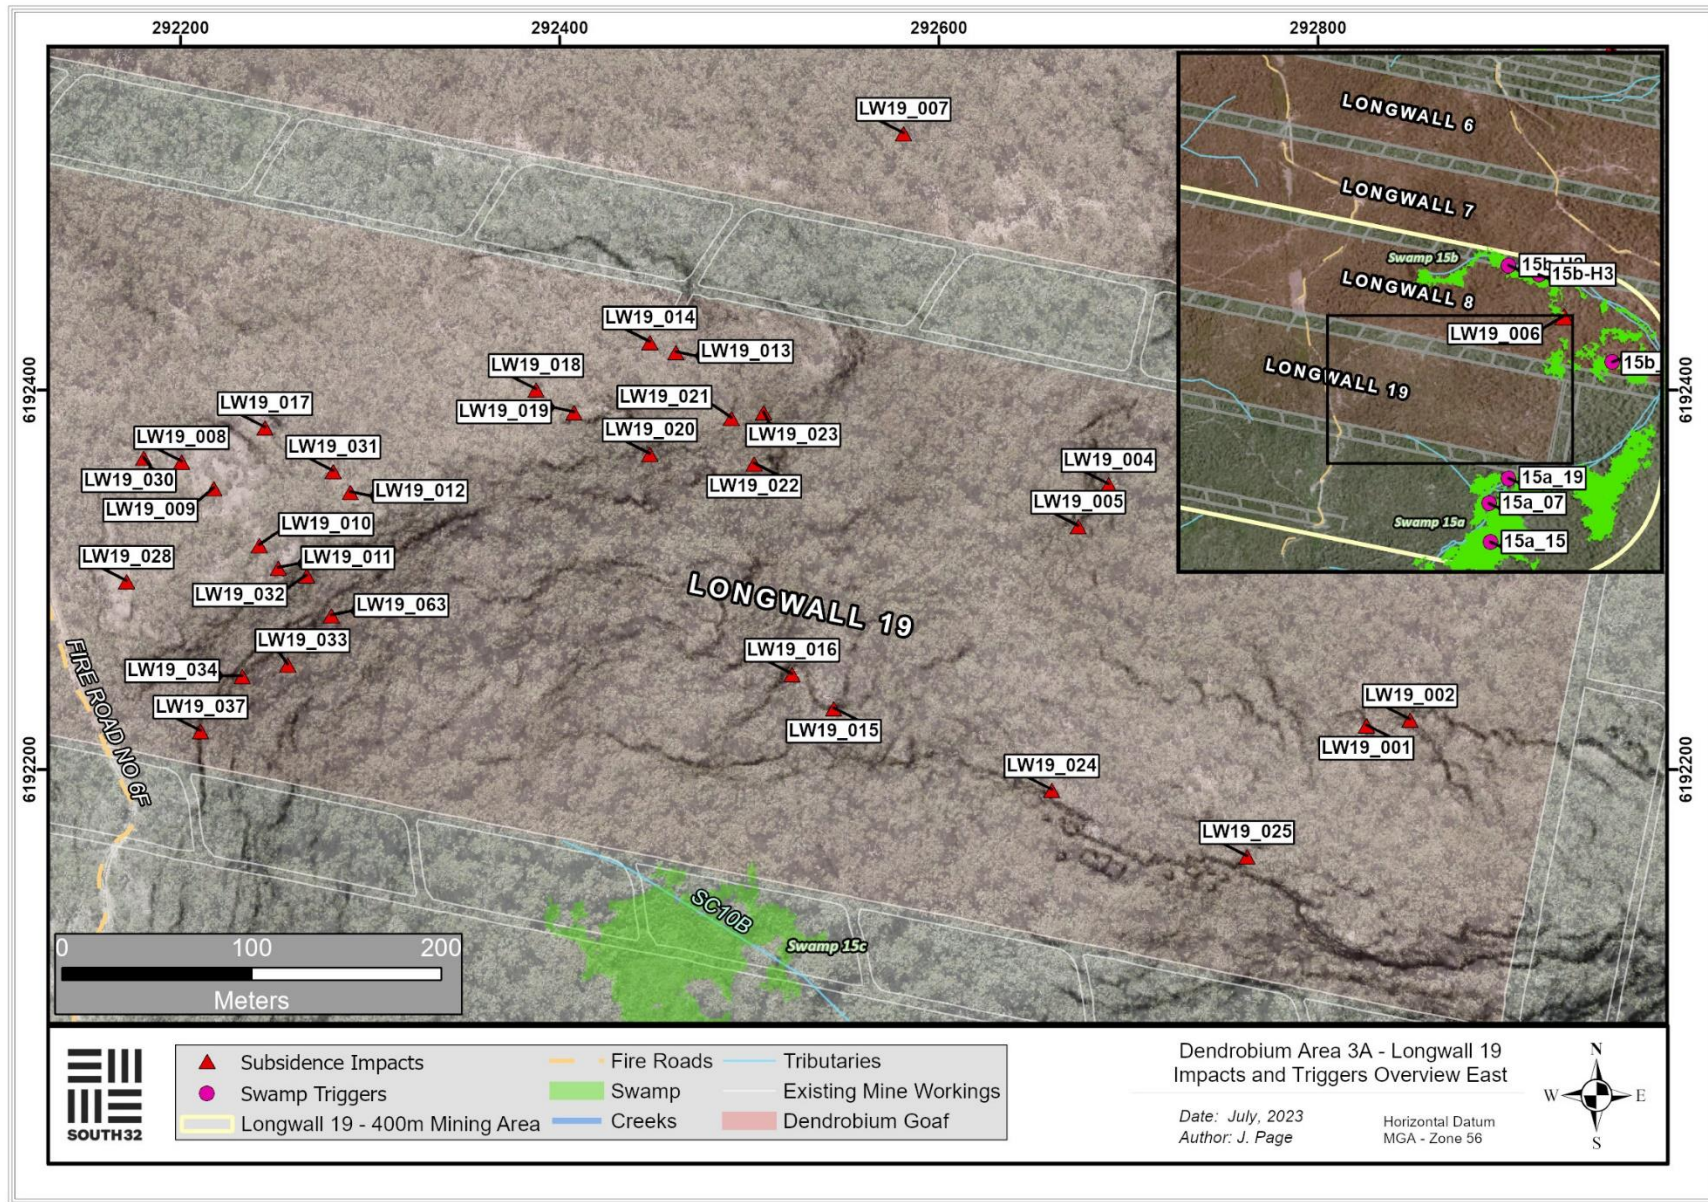 292200
292400
292600
292800
LW19_007
LONGWALL 6
LONGWALL 7
Swamp 15b
15b-H3
LONGWALL 8
LW19_006
15b_
LONGWALL 19
15a_19
15a_07
Swamp 15a
15a_15
6192400
6192400
LW19_014
LW19_013
LW19_018
LW19_019
LW19_021
LW19_023
LW19_020
LW19_022
LW19_017
LW19_008
LW19_031
LW19_030
LW19_009
LW19_012
LW19_004
LW19_005
LW19_010
LW19_011
LW19_028
LW19_032
LW19_063
LONGWALL 19
LW19_033
LW19_034
LW19_016
LW19_037
LW19_015
LW19_002
LW19_001
FIRE ROAD NO 6F
LW19_024
6192200
6192200
LW19_025
SC10B
Swamp 15c
0 100 200
Meters
SOUTH32
Subsidence Impacts
Swamp Triggers
Longwall 19 - 400m Mining Area
Fire Roads
Swamp
Creeks
Tributaries
Existing Mine Workings
Dendrobium Goaf
Dendrobium Area 3A - Longwall 19
Impacts and Triggers Overview East
Date: July, 2023
Author: J. Page
Horizontal Datum
MGA - Zone 56
N
W
E
S